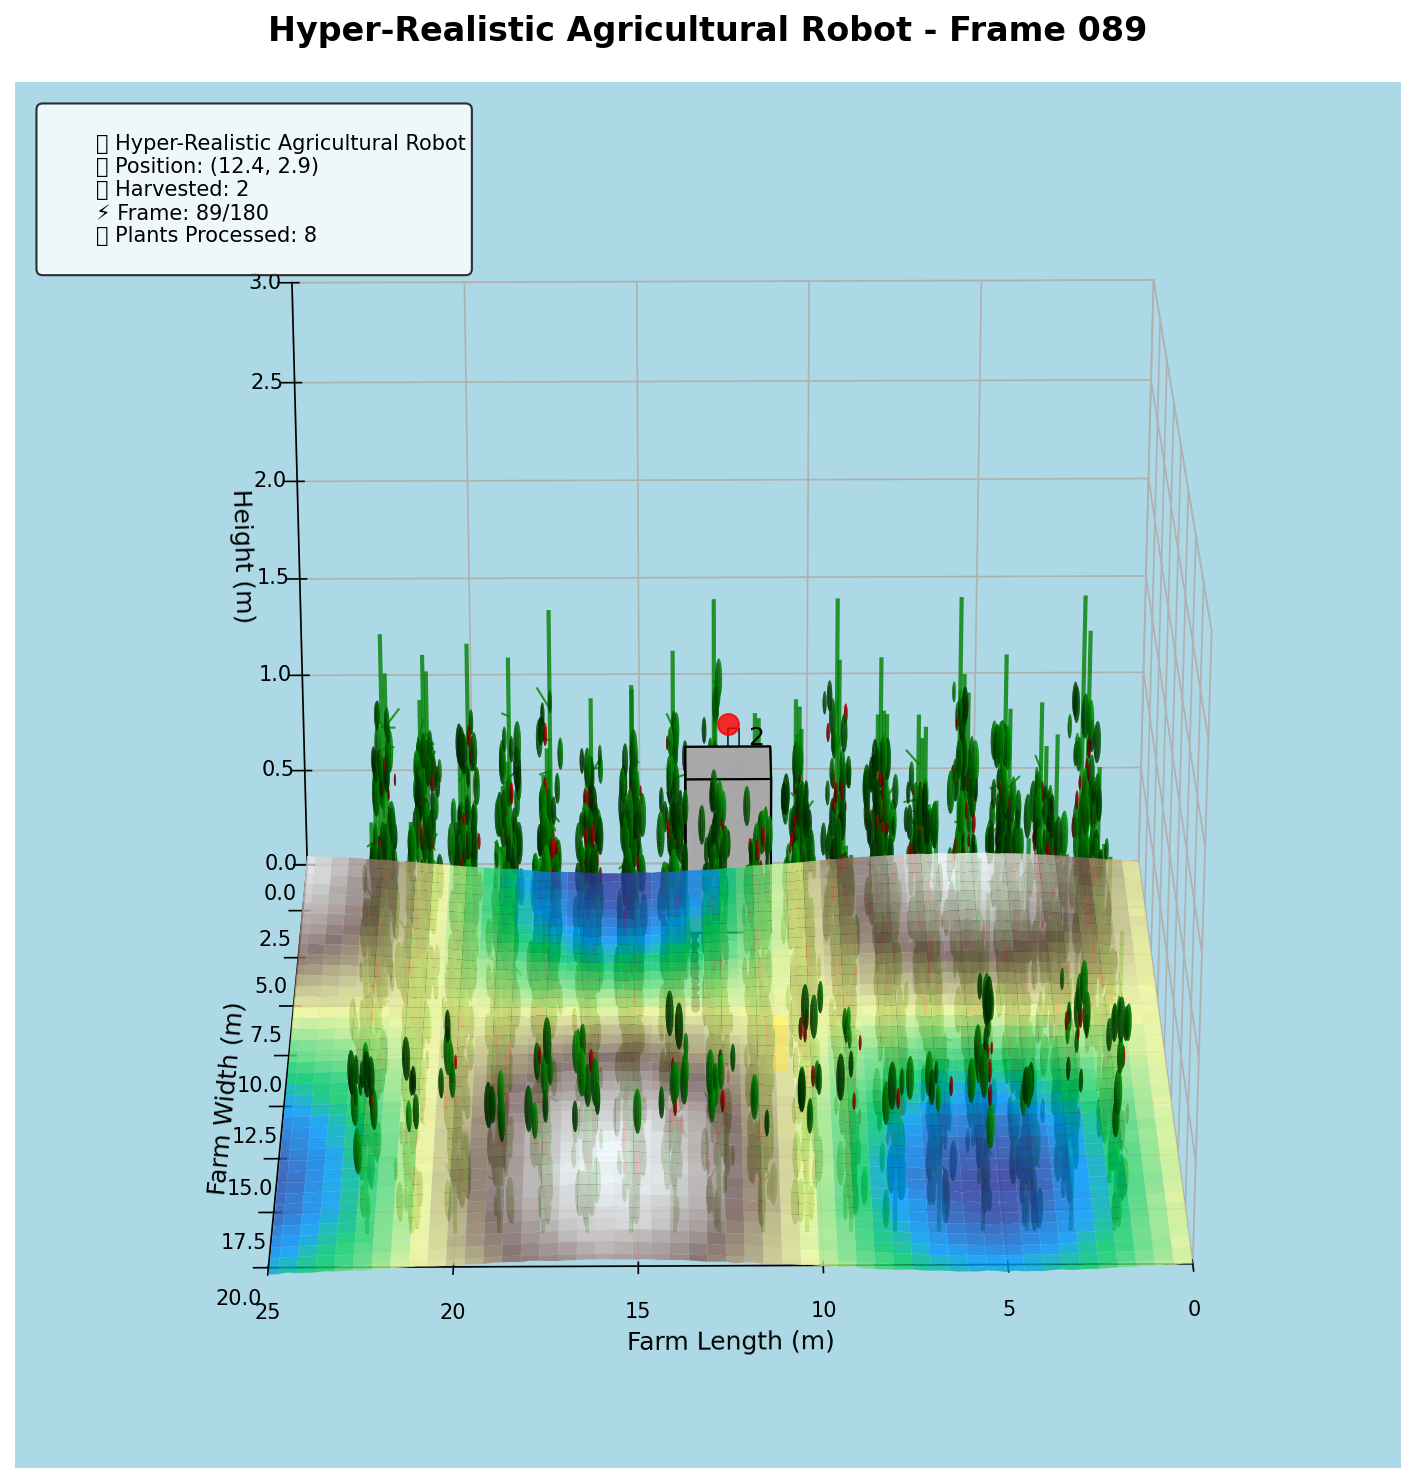 Hyper-Realistic Agricultural Robot - Frame 089
Hyper-Realistic Agricultural Robot
Position: (12.4, 2.9)
Harvested: 2
⚡ Frame: 89/180
Plants Processed: 8
3.0
2.5
2.0
1.5
1.0
0.5
0.0
Height (m)
2
0.0
2.5
5.0
7.5
10.0
12.5
15.0
17.5
20.0
Farm Width (m)
25 20 15 10 5 0
Farm Length (m)